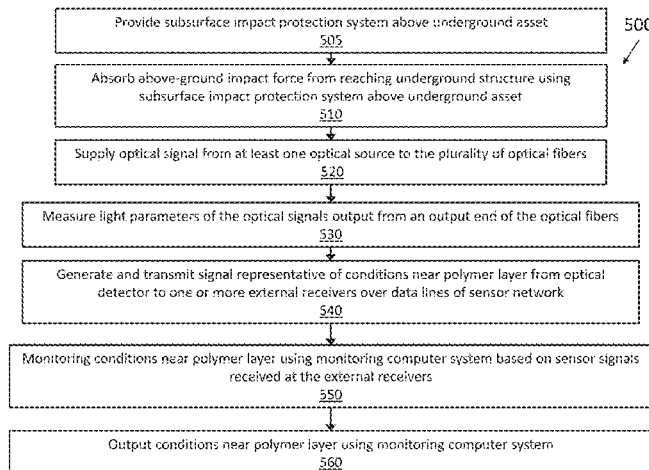 Provide subsurface impact protection system above underground asset
505
500
Absorb above-ground impact force from reaching underground structure using
subsurface impact protection system above underground asset
510
Supply optical signal from at least one optical source to the plurality of optical fibers
520
Measure light parameters of the optical signals output from an output end of the optical fibers
530
Generate and transmit signal representative of conditions near polymer layer from optical
detector to one or more external receivers over data lines of sensor network
540
Monitoring conditions near polymer layer using monitoring computer system based on sensor signals
received at the external receivers
550
Output conditions near polymer layer using monitoring computer system
560